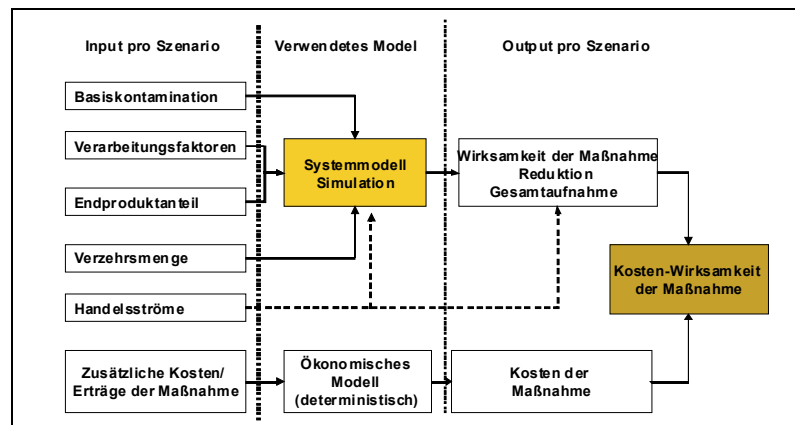 Input pro Szenario
Verwendetes Model
Output pro Szenario
Basiskontamination
Verarbeitungsfaktoren
Endproduktanteil
Verzehrsmenge
Handelsströme
Zusätzliche Kosten/
Erträge der Maßnahme
Systemmodell
Simulation
Ökonomisches
Modell
(deterministisch)
Wirksamkeit der Maßnahme
Reduktion
Gesamtaufnahme
Kosten der
Maßnahme
Kosten-Wirksamkeit
der Maßnahme